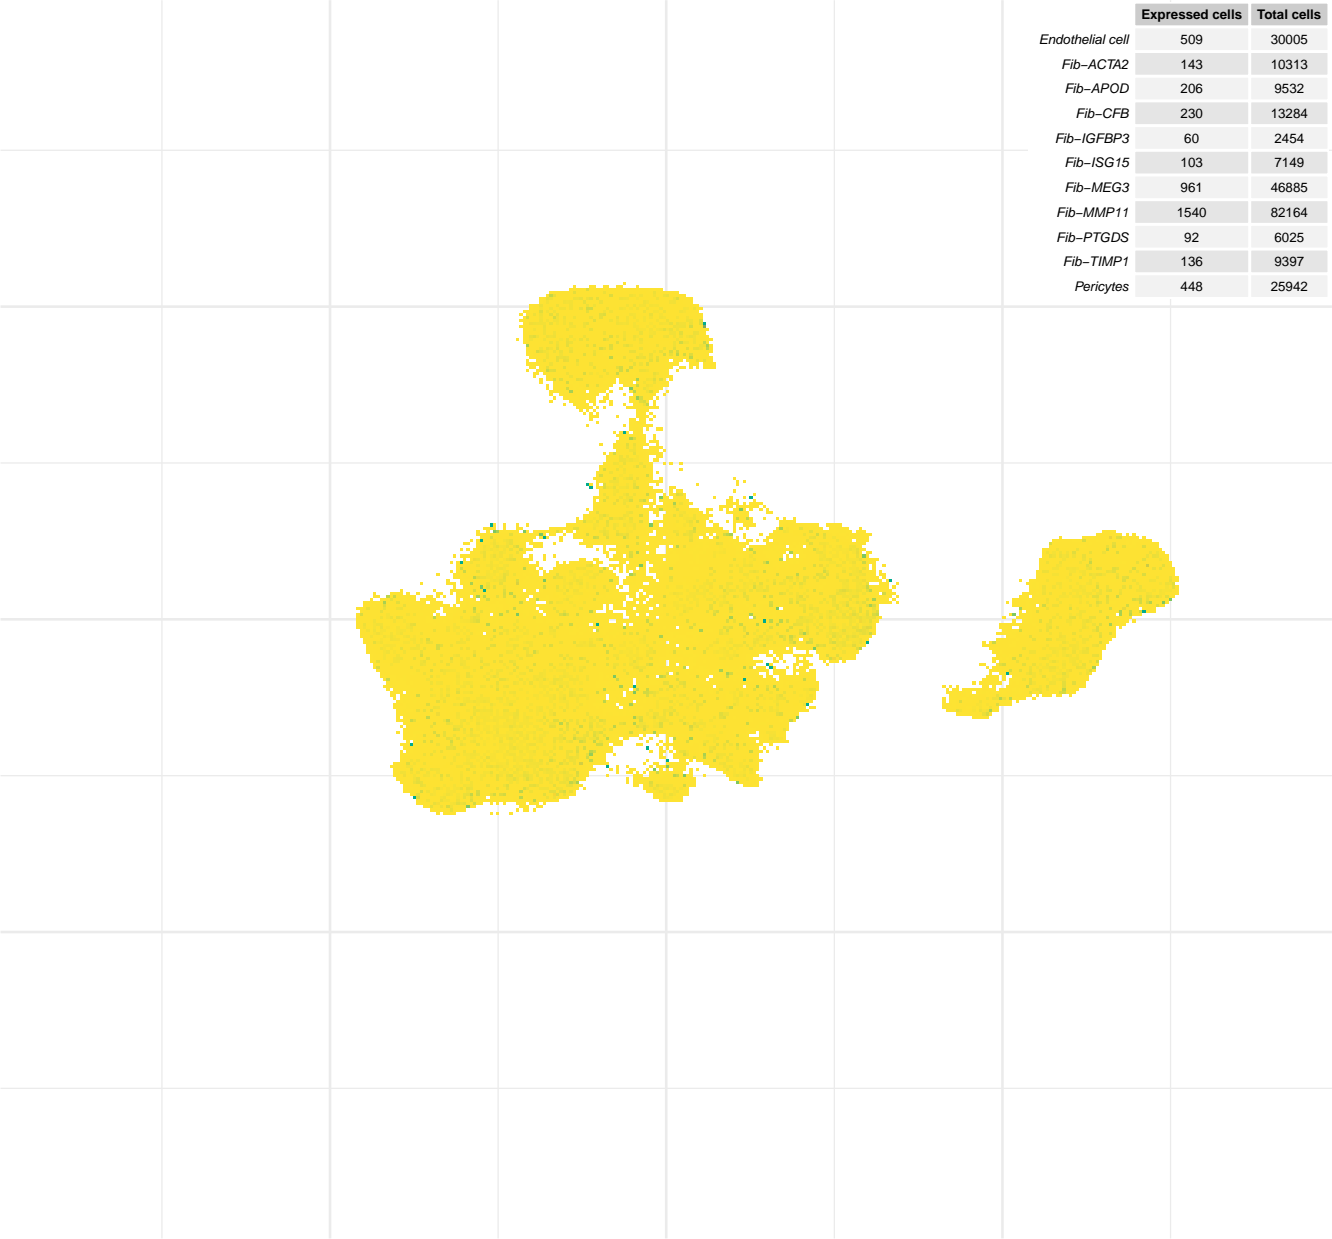 Expressed cells Total cells
Endothelial cell 509 30005
Fib−ACTA2 143 10313
Fib−APOD 206 9532
Fib−CFB 230 13284
Fib−IGFBP3 60 2454
Fib−ISG15 103 7149
Fib−MEG3 961 46885
Fib−MMP11 1540 82164
Fib−PTGDS 92 6025
Fib−TIMP1 136 9397
Pericytes 448 25942